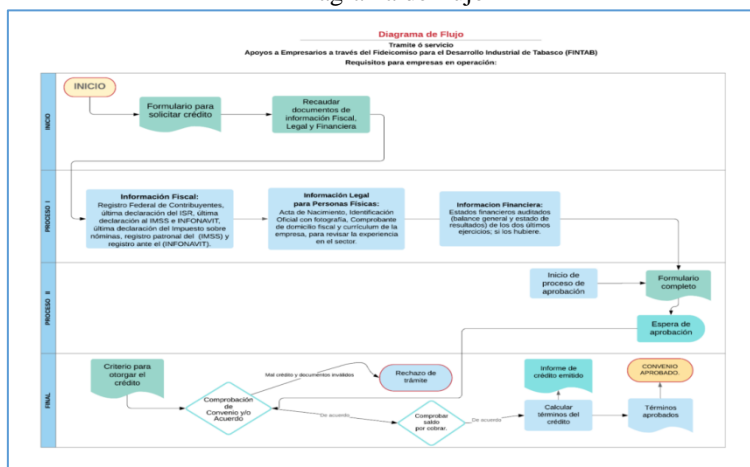 Diagrama de Flujo
Tramite ó servicio
Apoyos a Empresarios a través del Fideicomiso para el Desarrollo Industrial de Tabasco (FINTAB)
Requisitos para empresas en operación:
INICIO
INICIO
Formulario para
solicitar crédito
Recaudar
documentos de
información Fiscal,
Legal y Financiera
PROCESO I
Información Fiscal:
Registro Federal de Contribuyentes,
última declaración del ISR, última
declaración al IMSS e INFONAVIT,
última declaración del impuesto sobre
nóminas, registro patronal del (IMSS) y
registro ante el (INFONAVIT).
Información Legal
para Personas Físicas:
Acta de Nacimiento, Identificación
Oficial con fotografía, Comprobante
de domicilio fiscal y currículum de la
empresa, para revisar la experiencia
en el sector.
Informacion Financiera:
Estados financieros auditados
(balance general y estado de
resultados) de los dos últimos
ejercicios; si los hubiere.
PROCESO II
Inicio de
proceso de
aprobación
Formulario
completo
Espera de
aprobación
FINAL
Criterio para
otorgar el
crédito
Comprobación
de
Convenio y/o
Acuerdo
Mal crédito y documentos inválidos
Rechazo de
trámite
De acuerdo
Comprobar
saldo
por cobrar.
De acuerdo
Informe de
crédito emitido
Calcular
términos del
crédito
CONVENIO
APROBADO
Términos
aprobados